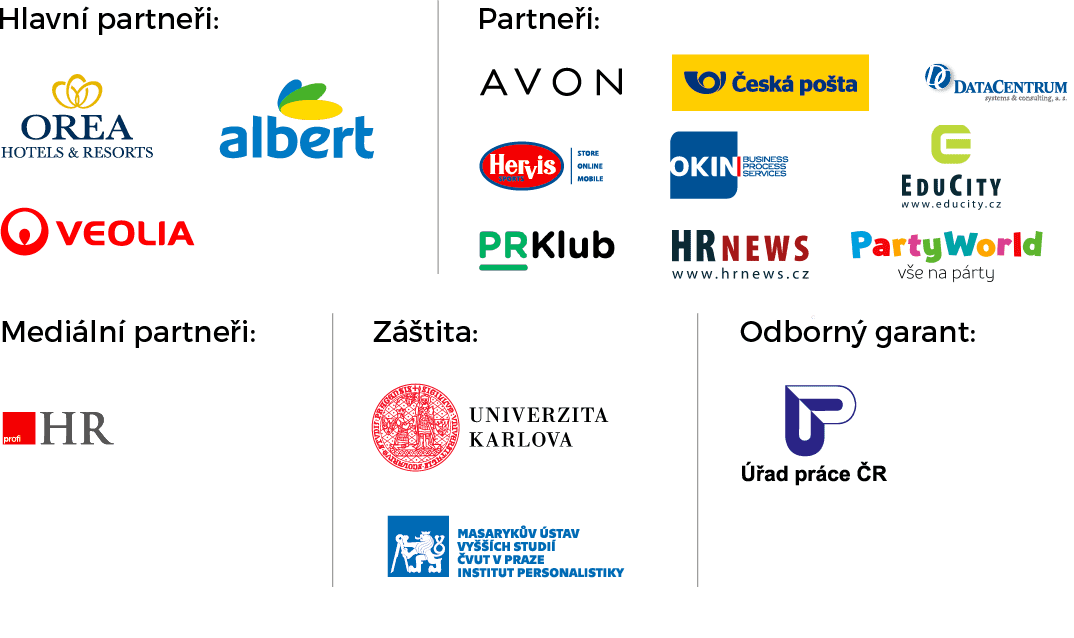 Hlavní partneři:
OREA
HOTELS & RESORTS
albert
VEOLIA
Partneři:
AVON
Česká pošta
DATACENTRUM
systems & consulting, a. s.
Hervis
SPORTS
STORE
ONLINE
MOBILE
OKIN
BUSINESS
PROCESS
SERVICES
EDUCITY
www.educity.cz
PRKlub
HRNEWS
www.hrnews.cz
PartyWorld
vše na párty
Mediální partneři:
profi
HR
Záštita:
UNIVERZITA
KARLOVA
MASARYKŮV ÚSTAV
VYŠŠÍCH STUDIÍ
ČVUT V PRAZE
INSTITUT PERSONALISTIKY
Odborný garant:
Úřad práce ČR